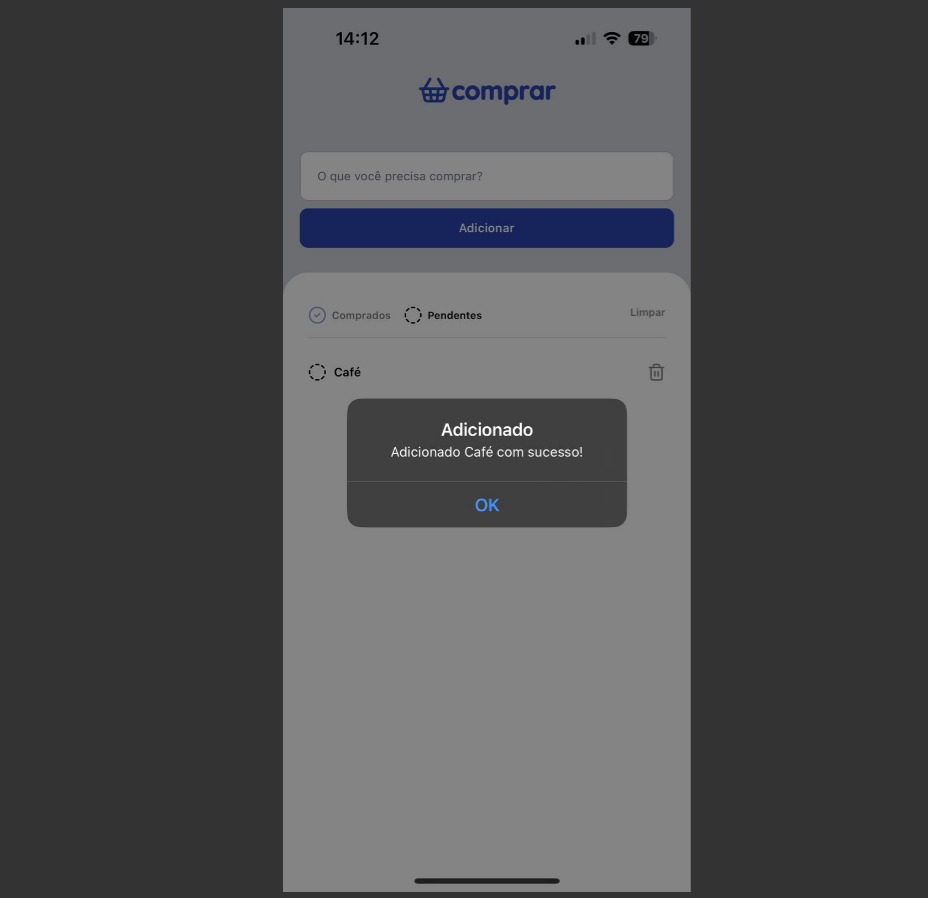 14:12
79
comprar
O que você precisa comprar?
Adicionar
Comprados Pendentes Limpar
Café
Adicionado
Adicionado Café com sucesso!
OK